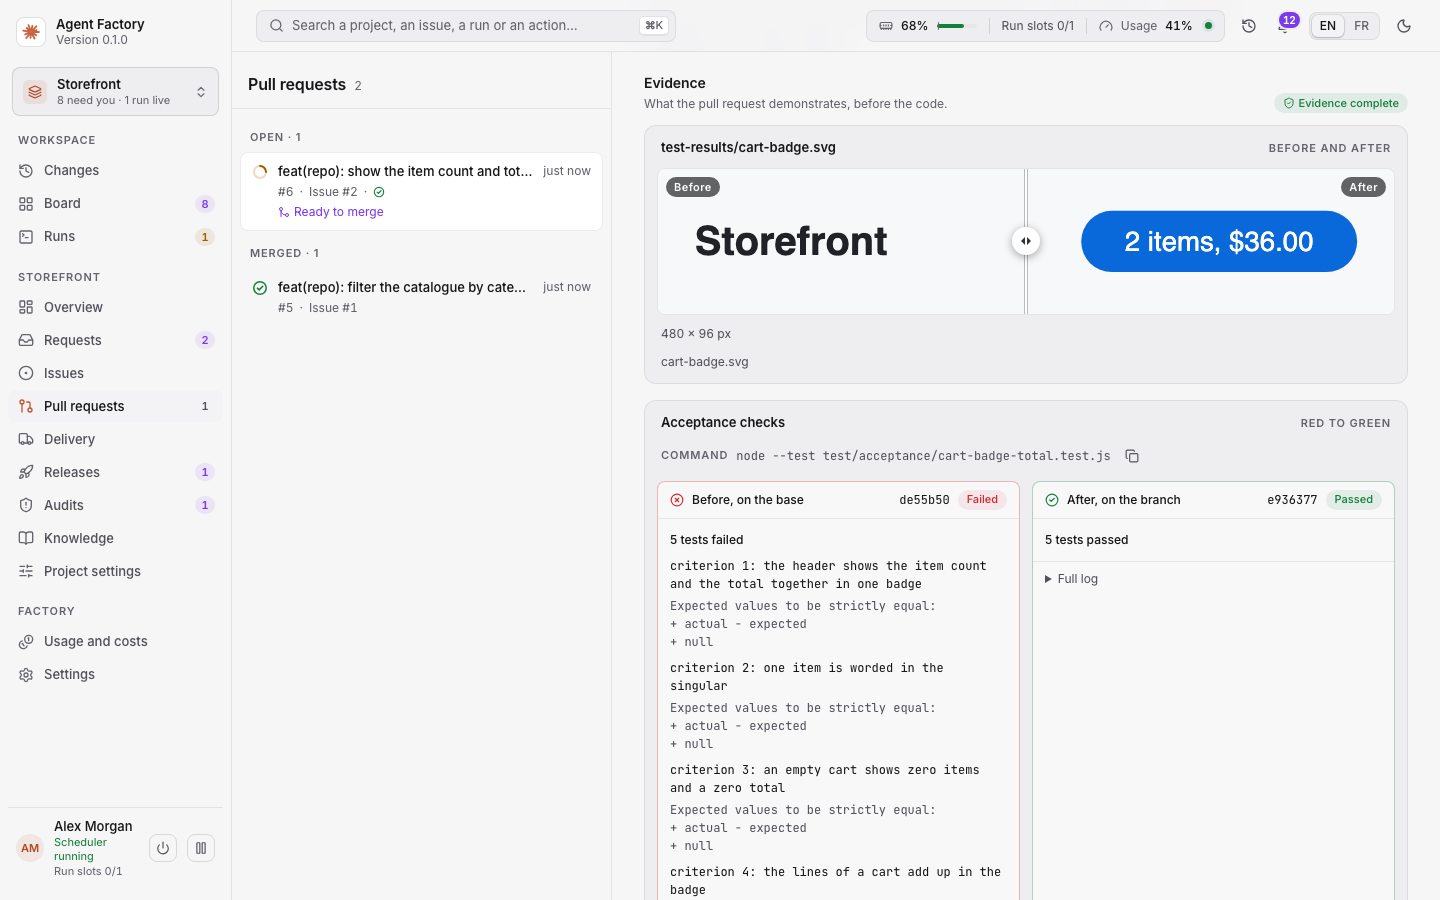 Agent Factory
Version 0.1.0
Storefront
8 need you · 1 run live
WORKSPACE
Changes
Board 8
Runs 1
STOREFRONT
Overview
Requests 2
Issues
Pull requests 1
Delivery
Releases 1
Audits 1
Knowledge
Project settings
FACTORY
Usage and costs
Settings
Alex Morgan
Scheduler
running
Run slots 0/1
AM
Search a project, an issue, a run or an action... ⌘K
68% Run slots 0/1 Usage 41% 12 EN FR
Pull requests 2
OPEN · 1
feat(repo): show the item count and tot... just now
#6 · Issue #2 ·
Ready to merge
MERGED · 1
feat(repo): filter the catalogue by cate... just now
#5 · Issue #1
Evidence
What the pull request demonstrates, before the code.
Evidence complete
test-results/cart-badge.svg BEFORE AND AFTER
Before After
Storefront 2 items, $36.00
480 × 96 px
cart-badge.svg
Acceptance checks RED TO GREEN
COMMAND node --test test/acceptance/cart-badge-total.test.js
Before, on the base de55b50 Failed
5 tests failed
criterion 1: the header shows the item count
and the total together in one badge
Expected values to be strictly equal:
+ actual - expected
+ null
criterion 2: one item is worded in the
singular
Expected values to be strictly equal:
+ actual - expected
+ null
criterion 3: an empty cart shows zero items
and a zero total
Expected values to be strictly equal:
+ actual - expected
+ null
criterion 4: the lines of a cart add up in the
badge
After, on the branch e936377 Passed
5 tests passed
Full log